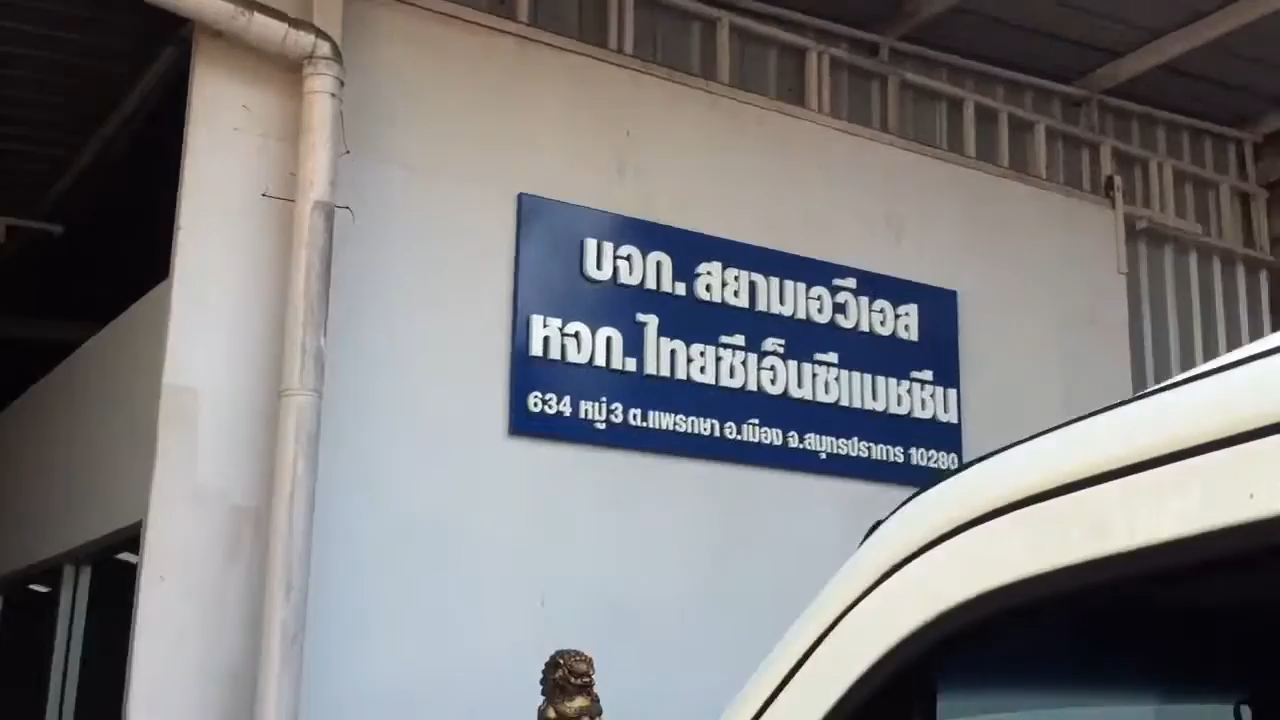 บจก. สยามเอวีเอส
หจก. ไทยซีเอ็นซีแมชชีน
634 หมู่ 3 ต.แพรกษา อ.เมือง จ.สมุทรปราการ 10280